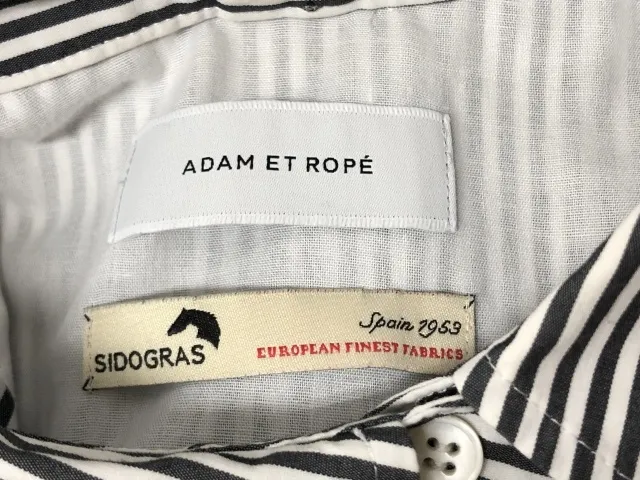 ADAM ET ROPÉ
Spain 1953
SIDOGRAS
EUROPEAN FINEST FABRICS